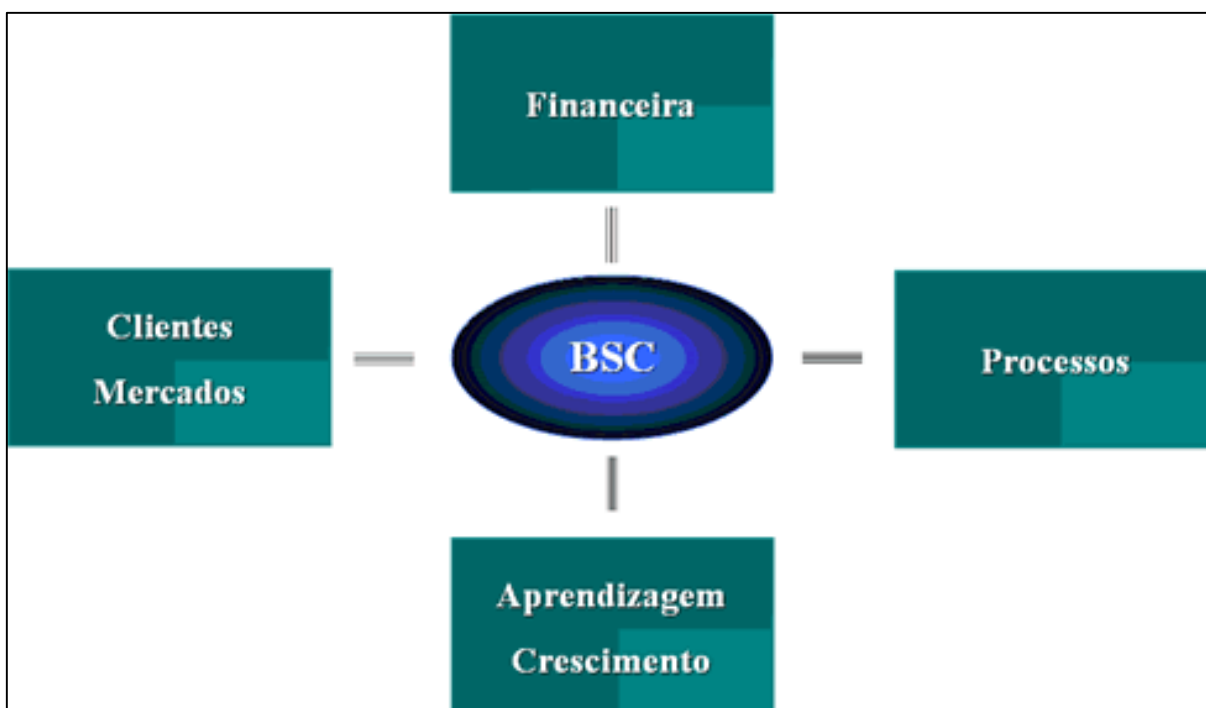 Financeira
Clientes
Mercados
BSC
Processos
Aprendizagem
Crescimento